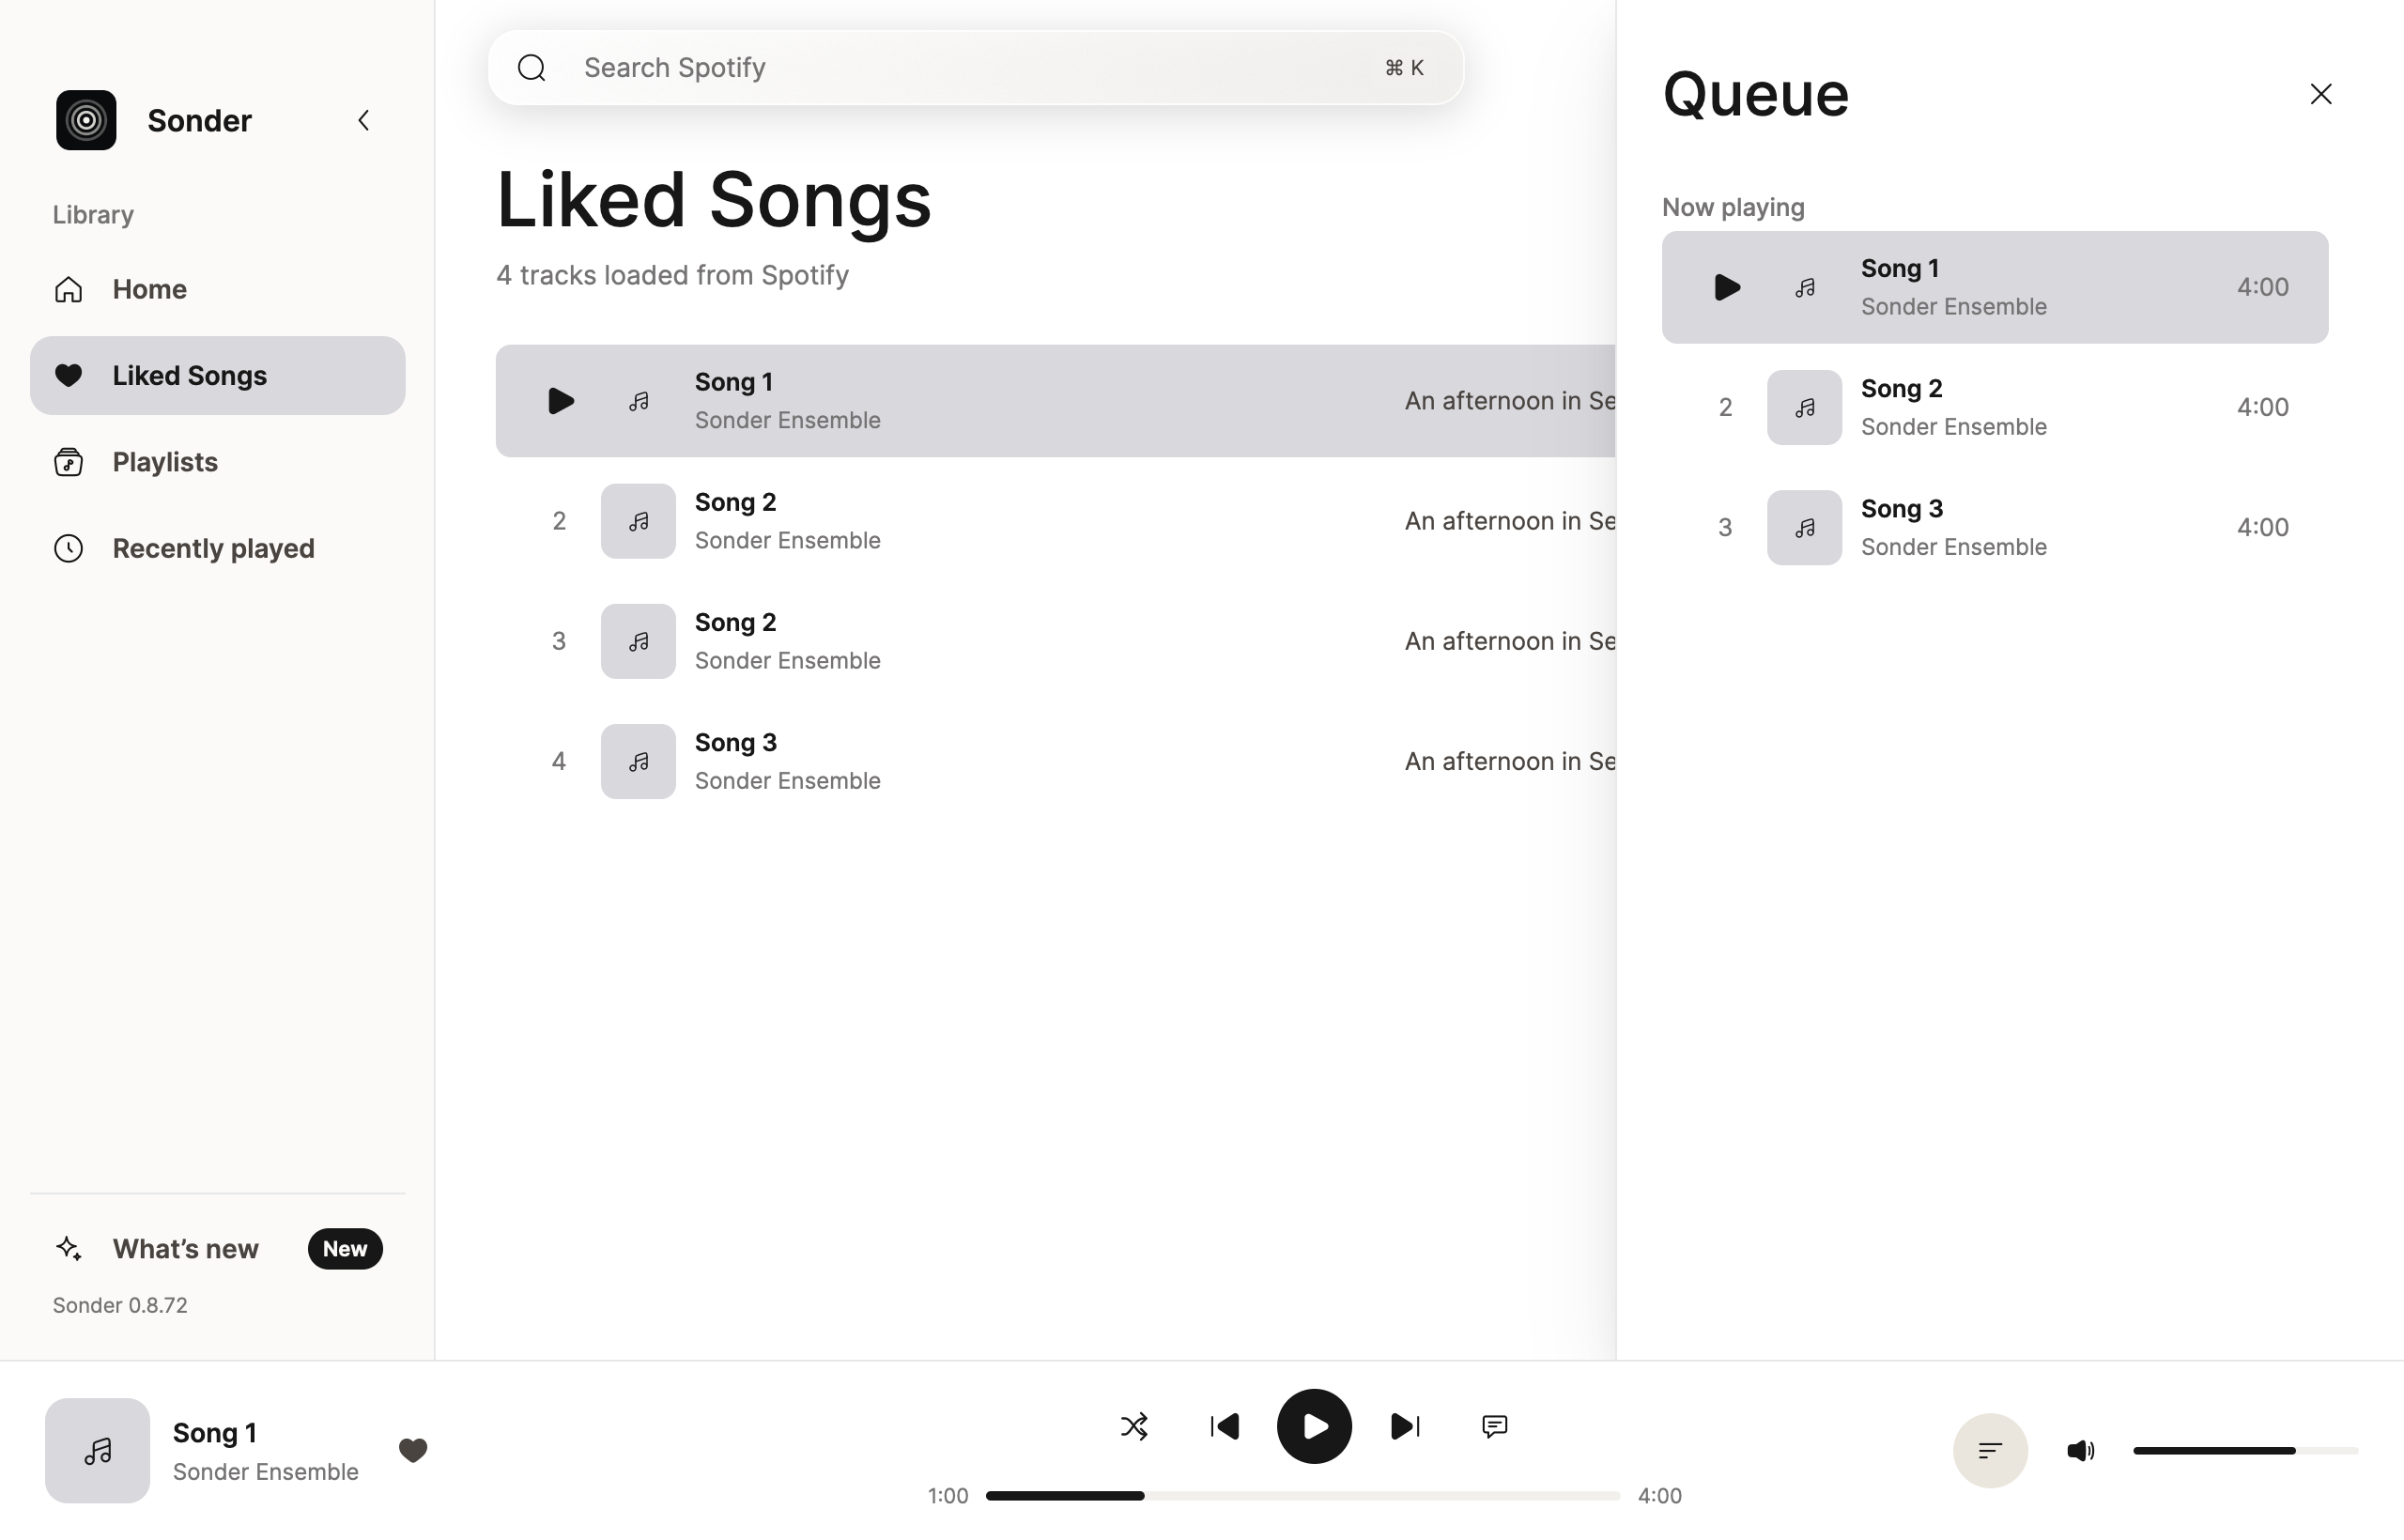 Sonder
Library
Home
Liked Songs
Playlists
Recently played
What’s new
New
Sonder 0.8.72
Search Spotify
⌘ K
Liked Songs
4 tracks loaded from Spotify
Song 1
Sonder Ensemble
An afternoon in Se
2
Song 2
Sonder Ensemble
An afternoon in Se
3
Song 2
Sonder Ensemble
An afternoon in Se
4
Song 3
Sonder Ensemble
An afternoon in Se
Queue
Now playing
Song 1
Sonder Ensemble
4:00
2
Song 2
Sonder Ensemble
4:00
3
Song 3
Sonder Ensemble
4:00
Song 1
Sonder Ensemble
1:00
4:00